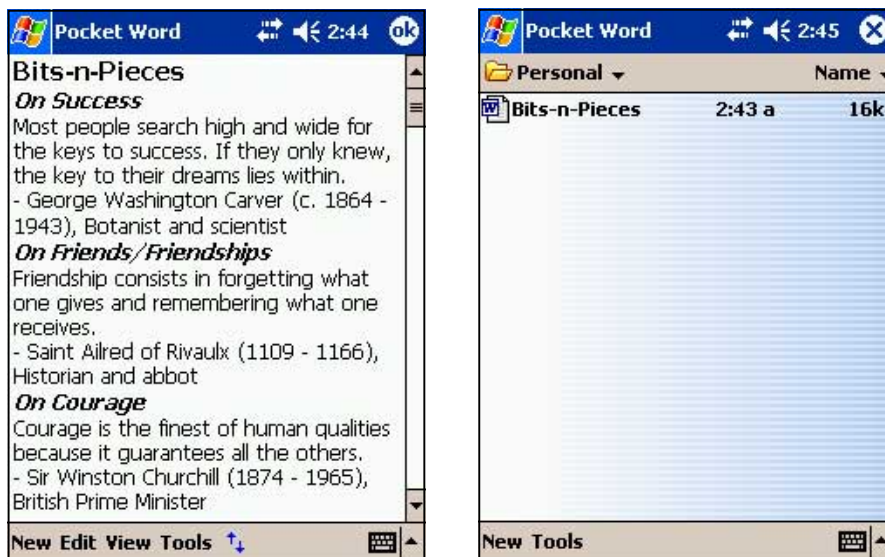 Pocket Word 2:44 ok
Bits-n-Pieces
On Success
Most people search high and wide for
the keys to success. If they only knew,
the key to their dreams lies within.
- George Washington Carver (c. 1864 -
1943), Botanist and scientist
On Friends/Friendships
Friendship consists in forgetting what
one gives and remembering what one
receives.
- Saint Ailred of Rivaulx (1109 - 1166),
Historian and abbot
On Courage
Courage is the finest of human qualities
because it guarantees all the others.
- Sir Winston Churchill (1874 - 1965),
British Prime Minister
New Edit View Tools
Pocket Word 2:45
Personal Name
Bits-n-Pieces 2:43 a 16k
New Tools